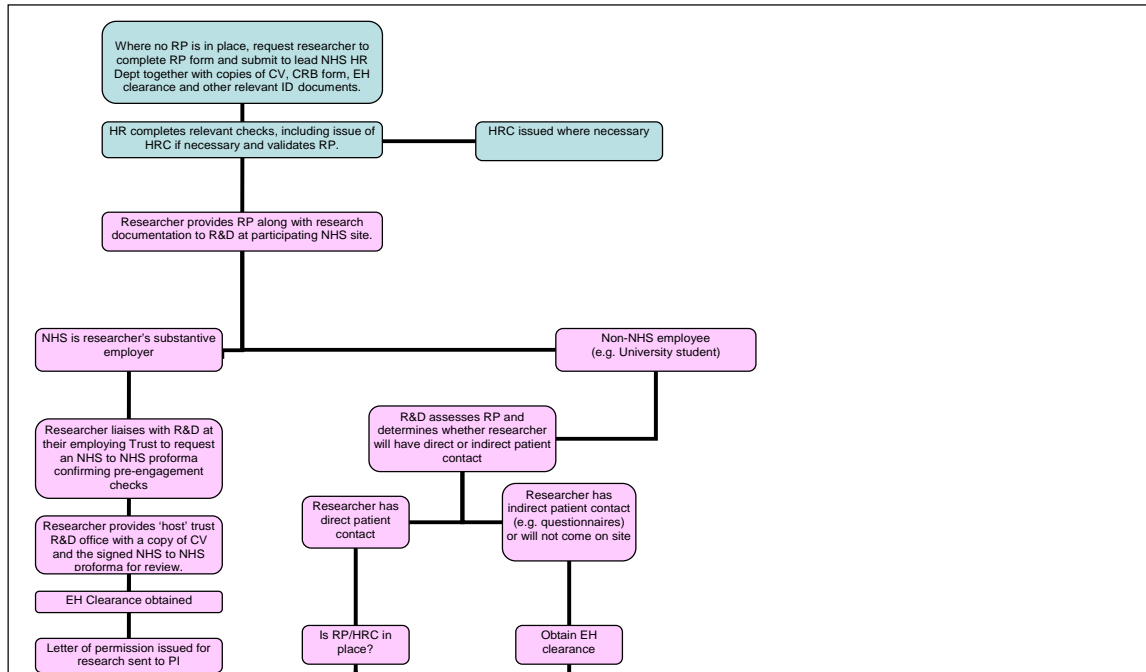 Where no RP is in place, request researcher to
complete RP form and submit to lead NHS HR
Dept together with copies of CV, CRB form, EH
clearance and other relevant ID documents.
HR completes relevant checks, including issue of
HRC if necessary and validates RP.
HRC issued where necessary
Researcher provides RP along with research
documentation to R&D at participating NHS site.
NHS is researcher's substantive
employer
Non-NHS employee
(e.g. University student)
Researcher liaises with R&D at
their employing Trust to request
an NHS to NHS proforma
confirming pre-engagement
checks
R&D assesses RP and
determines whether researcher
will have direct or indirect patient
contact
Researcher has
direct patient
contact
Researcher has
indirect patient contact
(e.g. questionnaires)
or will not come on site
Researcher provides ‘host’ trust
R&D office with a copy of CV
and the signed NHS to NHS
proforma for review.
EH Clearance obtained
Letter of permission issued for
research sent to PI
Is RP/HRC in
place?
Obtain EH
clearance